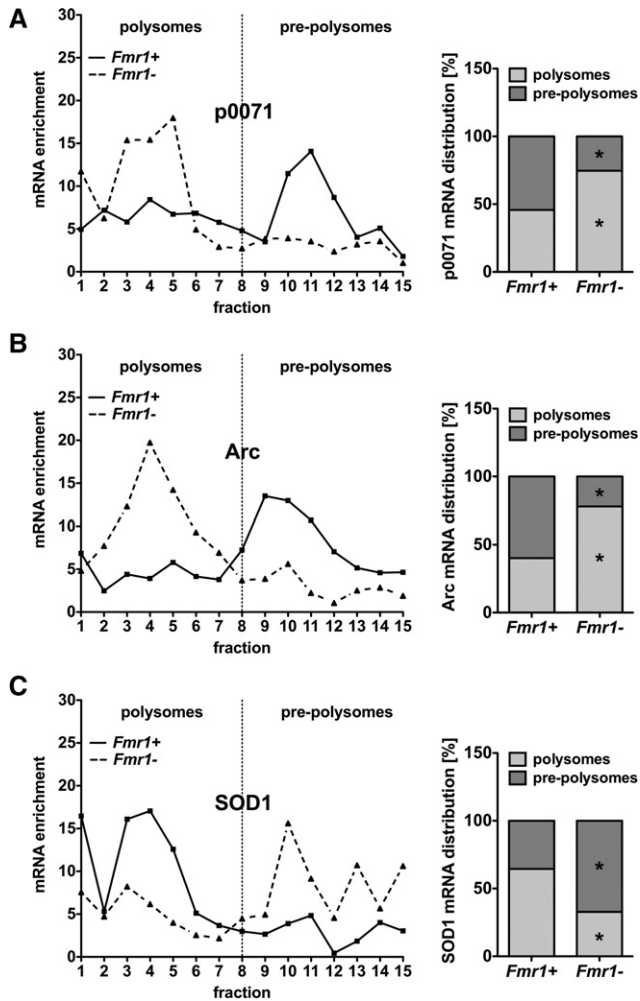 A
polysomes
pre-polysomes
Fmr1+
Fmr1-
p0071
mRNA enrichment
30
25
20
15
10
5
0
1 2 3 4 5 6 7 8 9 10 11 12 13 14 15
fraction
polysomes
pre-polysomes
p0071 mRNA distribution [%]
150
100
50
0
*
*
Fmr1+ Fmr1-
B
polysomes
pre-polysomes
Fmr1+
Fmr1-
Arc
mRNA enrichment
30
25
20
15
10
5
0
1 2 3 4 5 6 7 8 9 10 11 12 13 14 15
fraction
polysomes
pre-polysomes
Arc mRNA distribution [%]
150
100
50
0
*
*
Fmr1+ Fmr1-
C
polysomes
pre-polysomes
Fmr1+
Fmr1-
SOD1
mRNA enrichment
30
25
20
15
10
5
0
1 2 3 4 5 6 7 8 9 10 11 12 13 14 15
fraction
polysomes
pre-polysomes
SOD1 mRNA distribution [%]
150
100
50
0
*
*
Fmr1+ Fmr1-